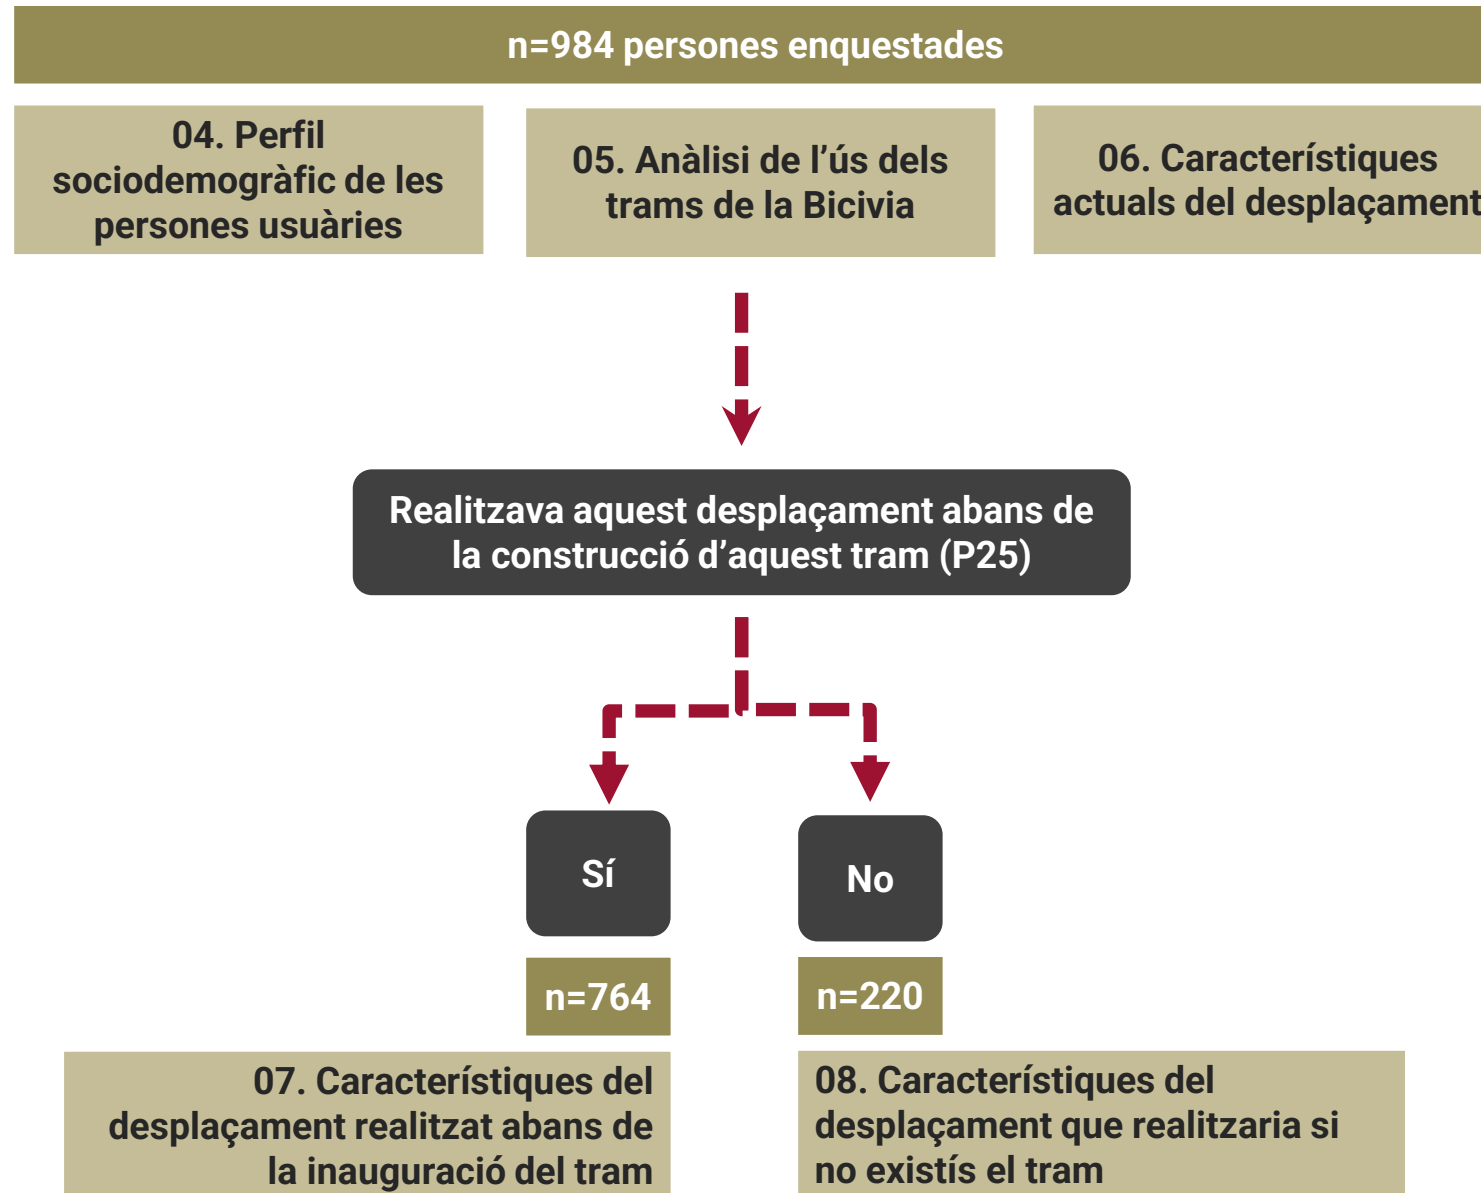 n=984 persones enquestades
04. Perfil
sociodemogràfic de les
persones usuàries
05. Anàlisi de l’ús dels
trams de la Bicivia
06. Característiques
actuals del desplaçament
Realitzava aquest desplaçament abans de
la construcció d’aquest tram (P25)
Sí
No
n=764
n=220
07. Característiques del
desplaçament realitzat abans de
la inauguració del tram
08. Característiques del
desplaçament que realitzaria si
no existís el tram